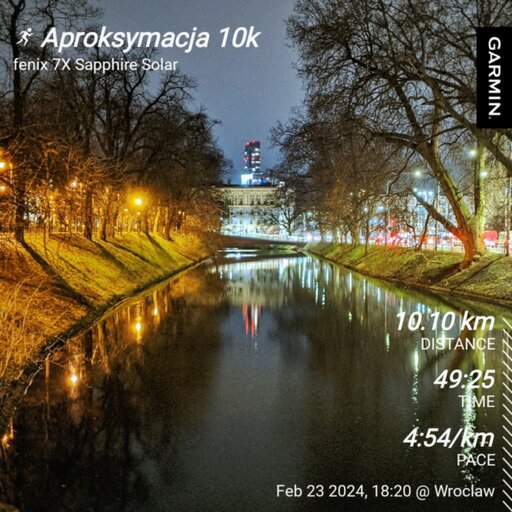 Aproksymacja 10k
fenix 7X Sapphire Solar
GARMIN
10.10 km
DISTANCE
49:25
TIME
4:54/km
PACE
Feb 23 2024, 18:20 @ Wroclaw